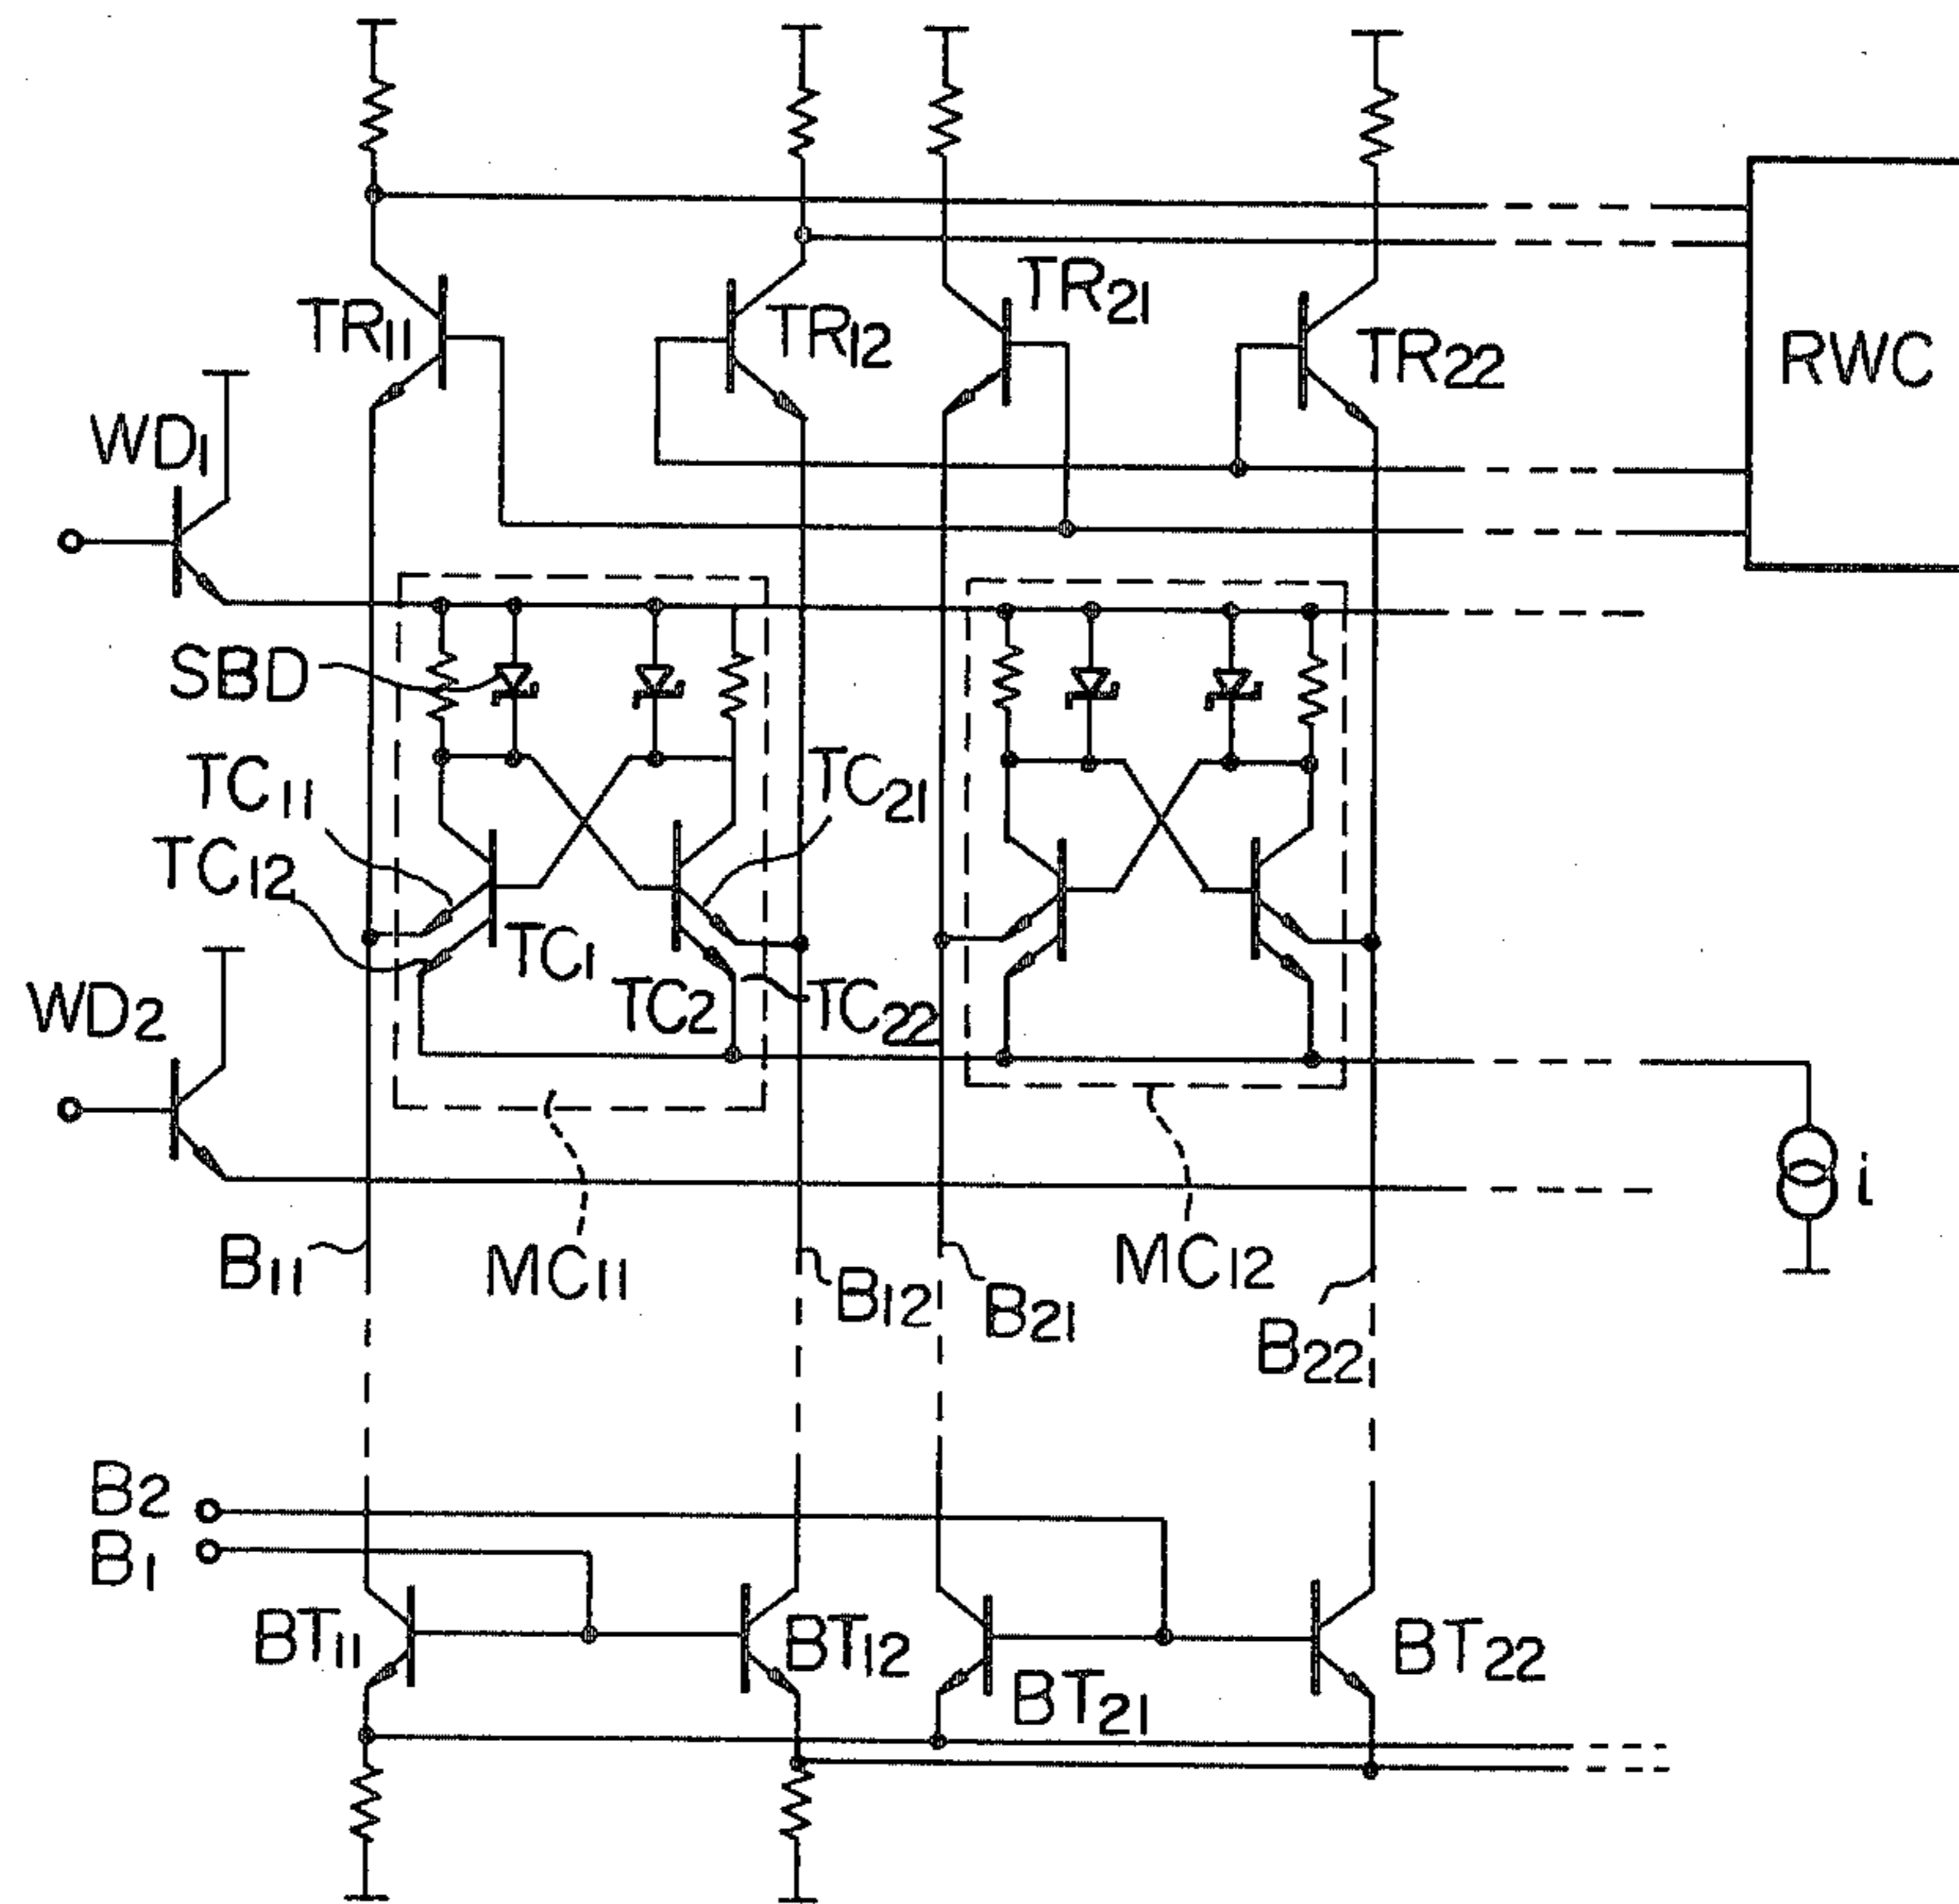 TR11
TR12
TR21
TR22
RWC
WD1
SBD
TC11
TC12
TC1
TC2
TC21
TC22
WD2
B11
MC11
B12
B21
MC12
B22
i
B2
B1
BT11
BT12
BT21
BT22